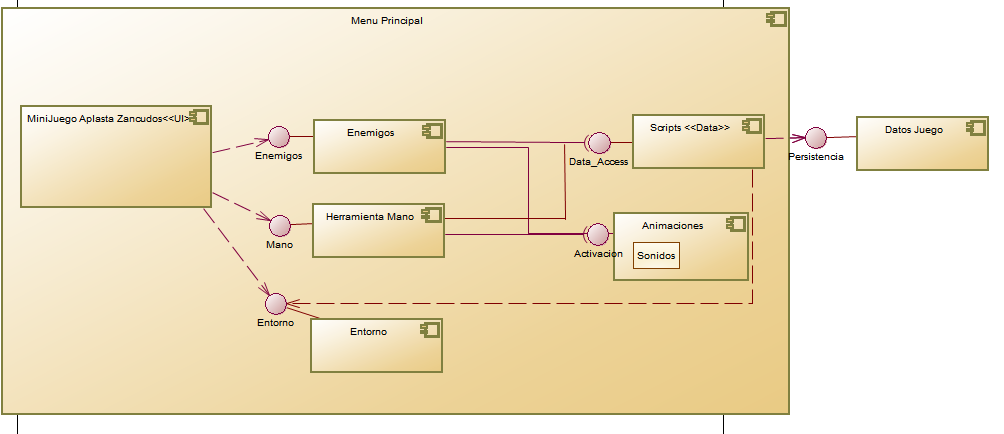 Menu Principal
MiniJuego Aplasta Zancudos<<UI>
Enemigos
Enemigos
Data_Access
Scripts <<Data>>
Persistencia
Datos Juego
Mano
Herramienta Mano
Activacion
Animaciones
Sonidos
Entorno
Entorno